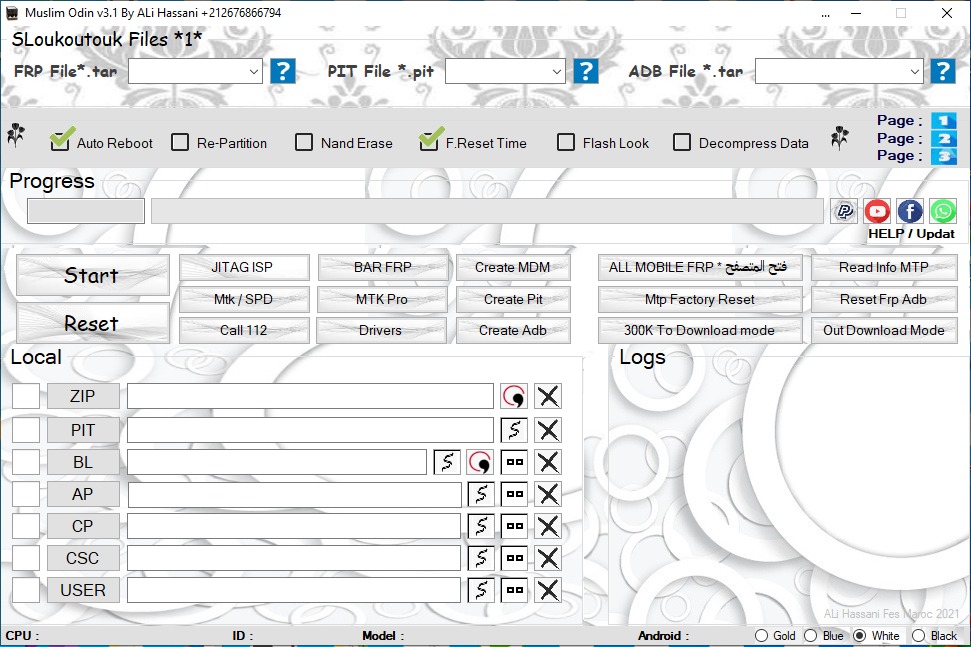 Muslim Odin v3.1 By ALi Hassani +212676866794
SLoukoutouk Files *1*
FRP File*.tar ? PIT File *.pit ? ADB File *.tar ?
Auto Reboot Re-Partition Nand Erase F.Reset Time Flash Look Decompress Data
Page : 1
Page : 2
Page : 3
Progress
HELP / Updat
Start JITAG ISP BAR FRP Create MDM ALL MOBILE FRP * فتح المتصفح Read Info MTP
Mtk / SPD MTK Pro Create Pit Mtp Factory Reset Reset Frp Adb
Reset Call 112 Drivers Create Adb 300K To Download mode Out Download Mode
Local Logs
ZIP
PIT
BL
AP
CP
CSC
USER
ALi Hassani Fes Maroc 2021
CPU : ID : Model : Android : Gold Blue White Black